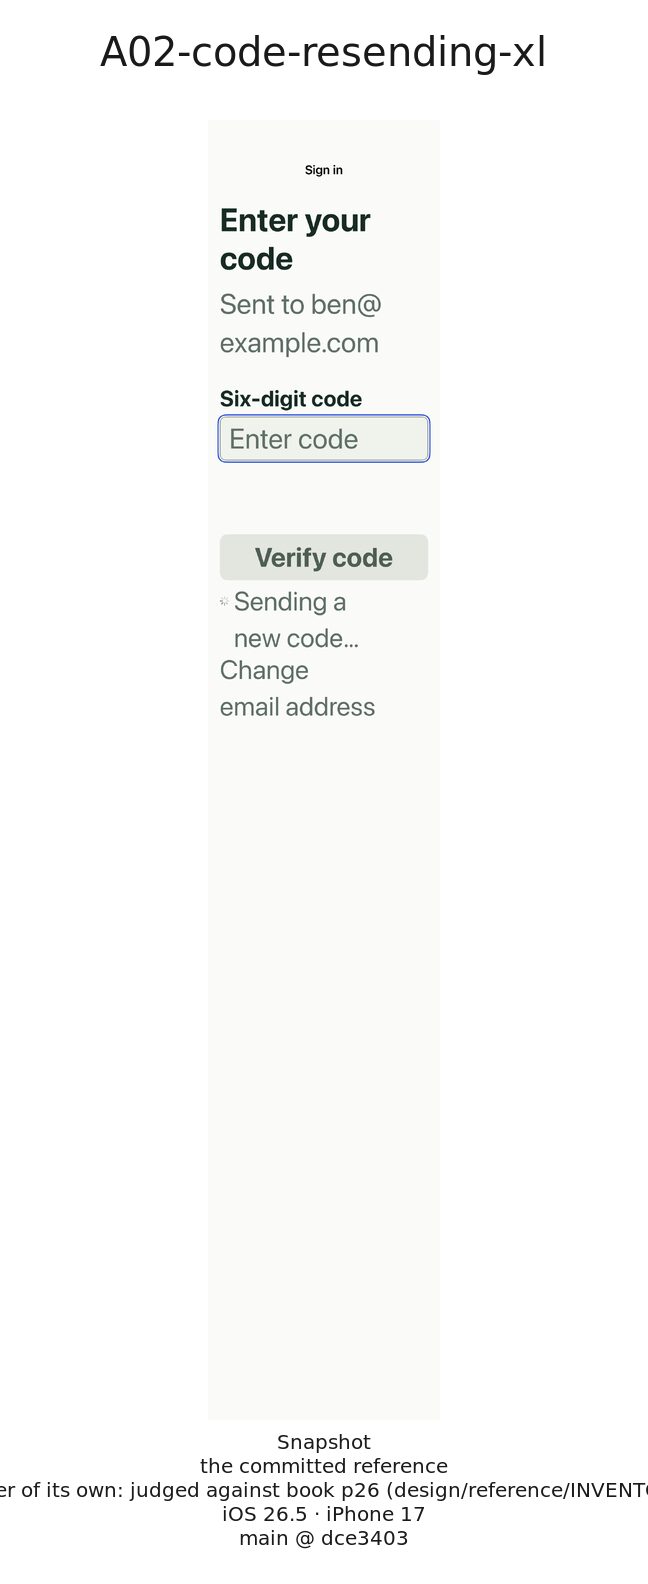 A02-code-resending-xl
Sign in
Enter your
code
Sent to ben@
example.com
Six-digit code
Enter code
Verify code
Sending a
new code...
Change
email address
Snapshot
the committed reference
of its own: judged against book p26 (design/reference/
iOS 26.5 · iPhone 17
main @ dce3403